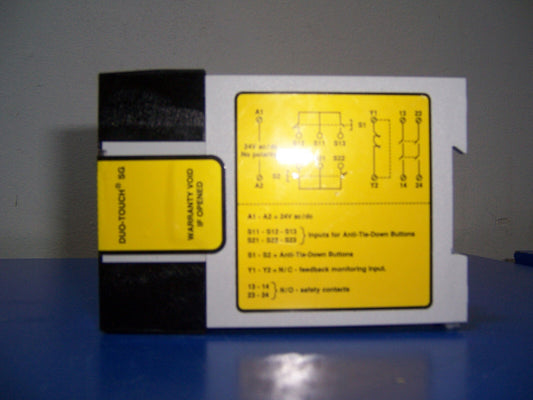 A1 Y1 13 23
S1
S11 S13
24V ac/dc
No polarity
S22
S2
A2 Y2 14 24
DUO-TOUCH® SG
WARRANTY VOID
IF OPENED
A1 - A2 = 24V ac/dc
S11 - S12 - S13
S21 - S22 - S23
Inputs for Anti-Tie-Down Buttons
S1 - S2 = Anti-Tie-Down Buttons
Y1 - Y2 = N/C - feedback monitoring input.
13 - 14
23 - 24
N/O - safety contacts